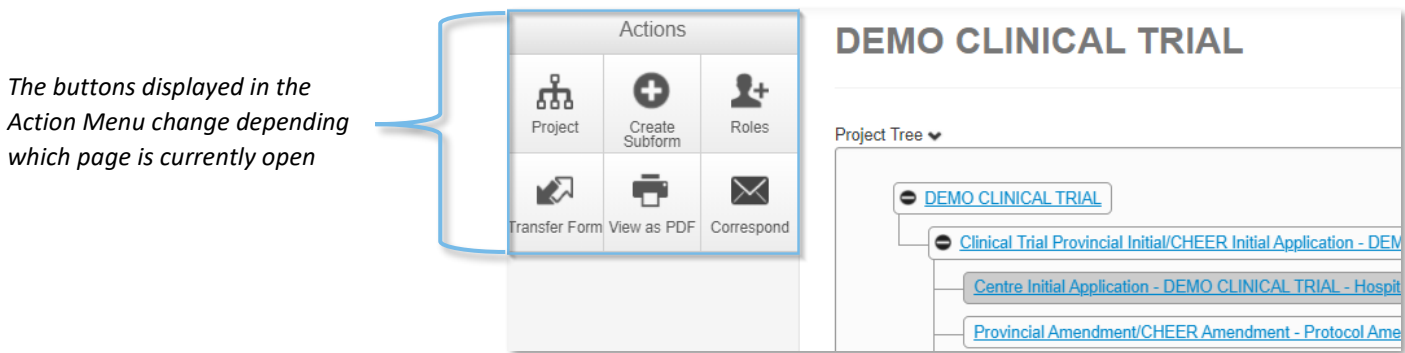 The buttons displayed in the
Action Menu change depending
which page is currently open
Actions
Project
Create
Subform
Roles
Transfer Form
View as PDF
Correspond
DEMO CLINICAL TRIAL
Project Tree
DEMO CLINICAL TRIAL
Clinical Trial Provincial Initial/CHEER Initial Application - DEM
Centre Initial Application - DEMO CLINICAL TRIAL - Hospit
Provincial Amendment/CHEER Amendment - Protocol Ame